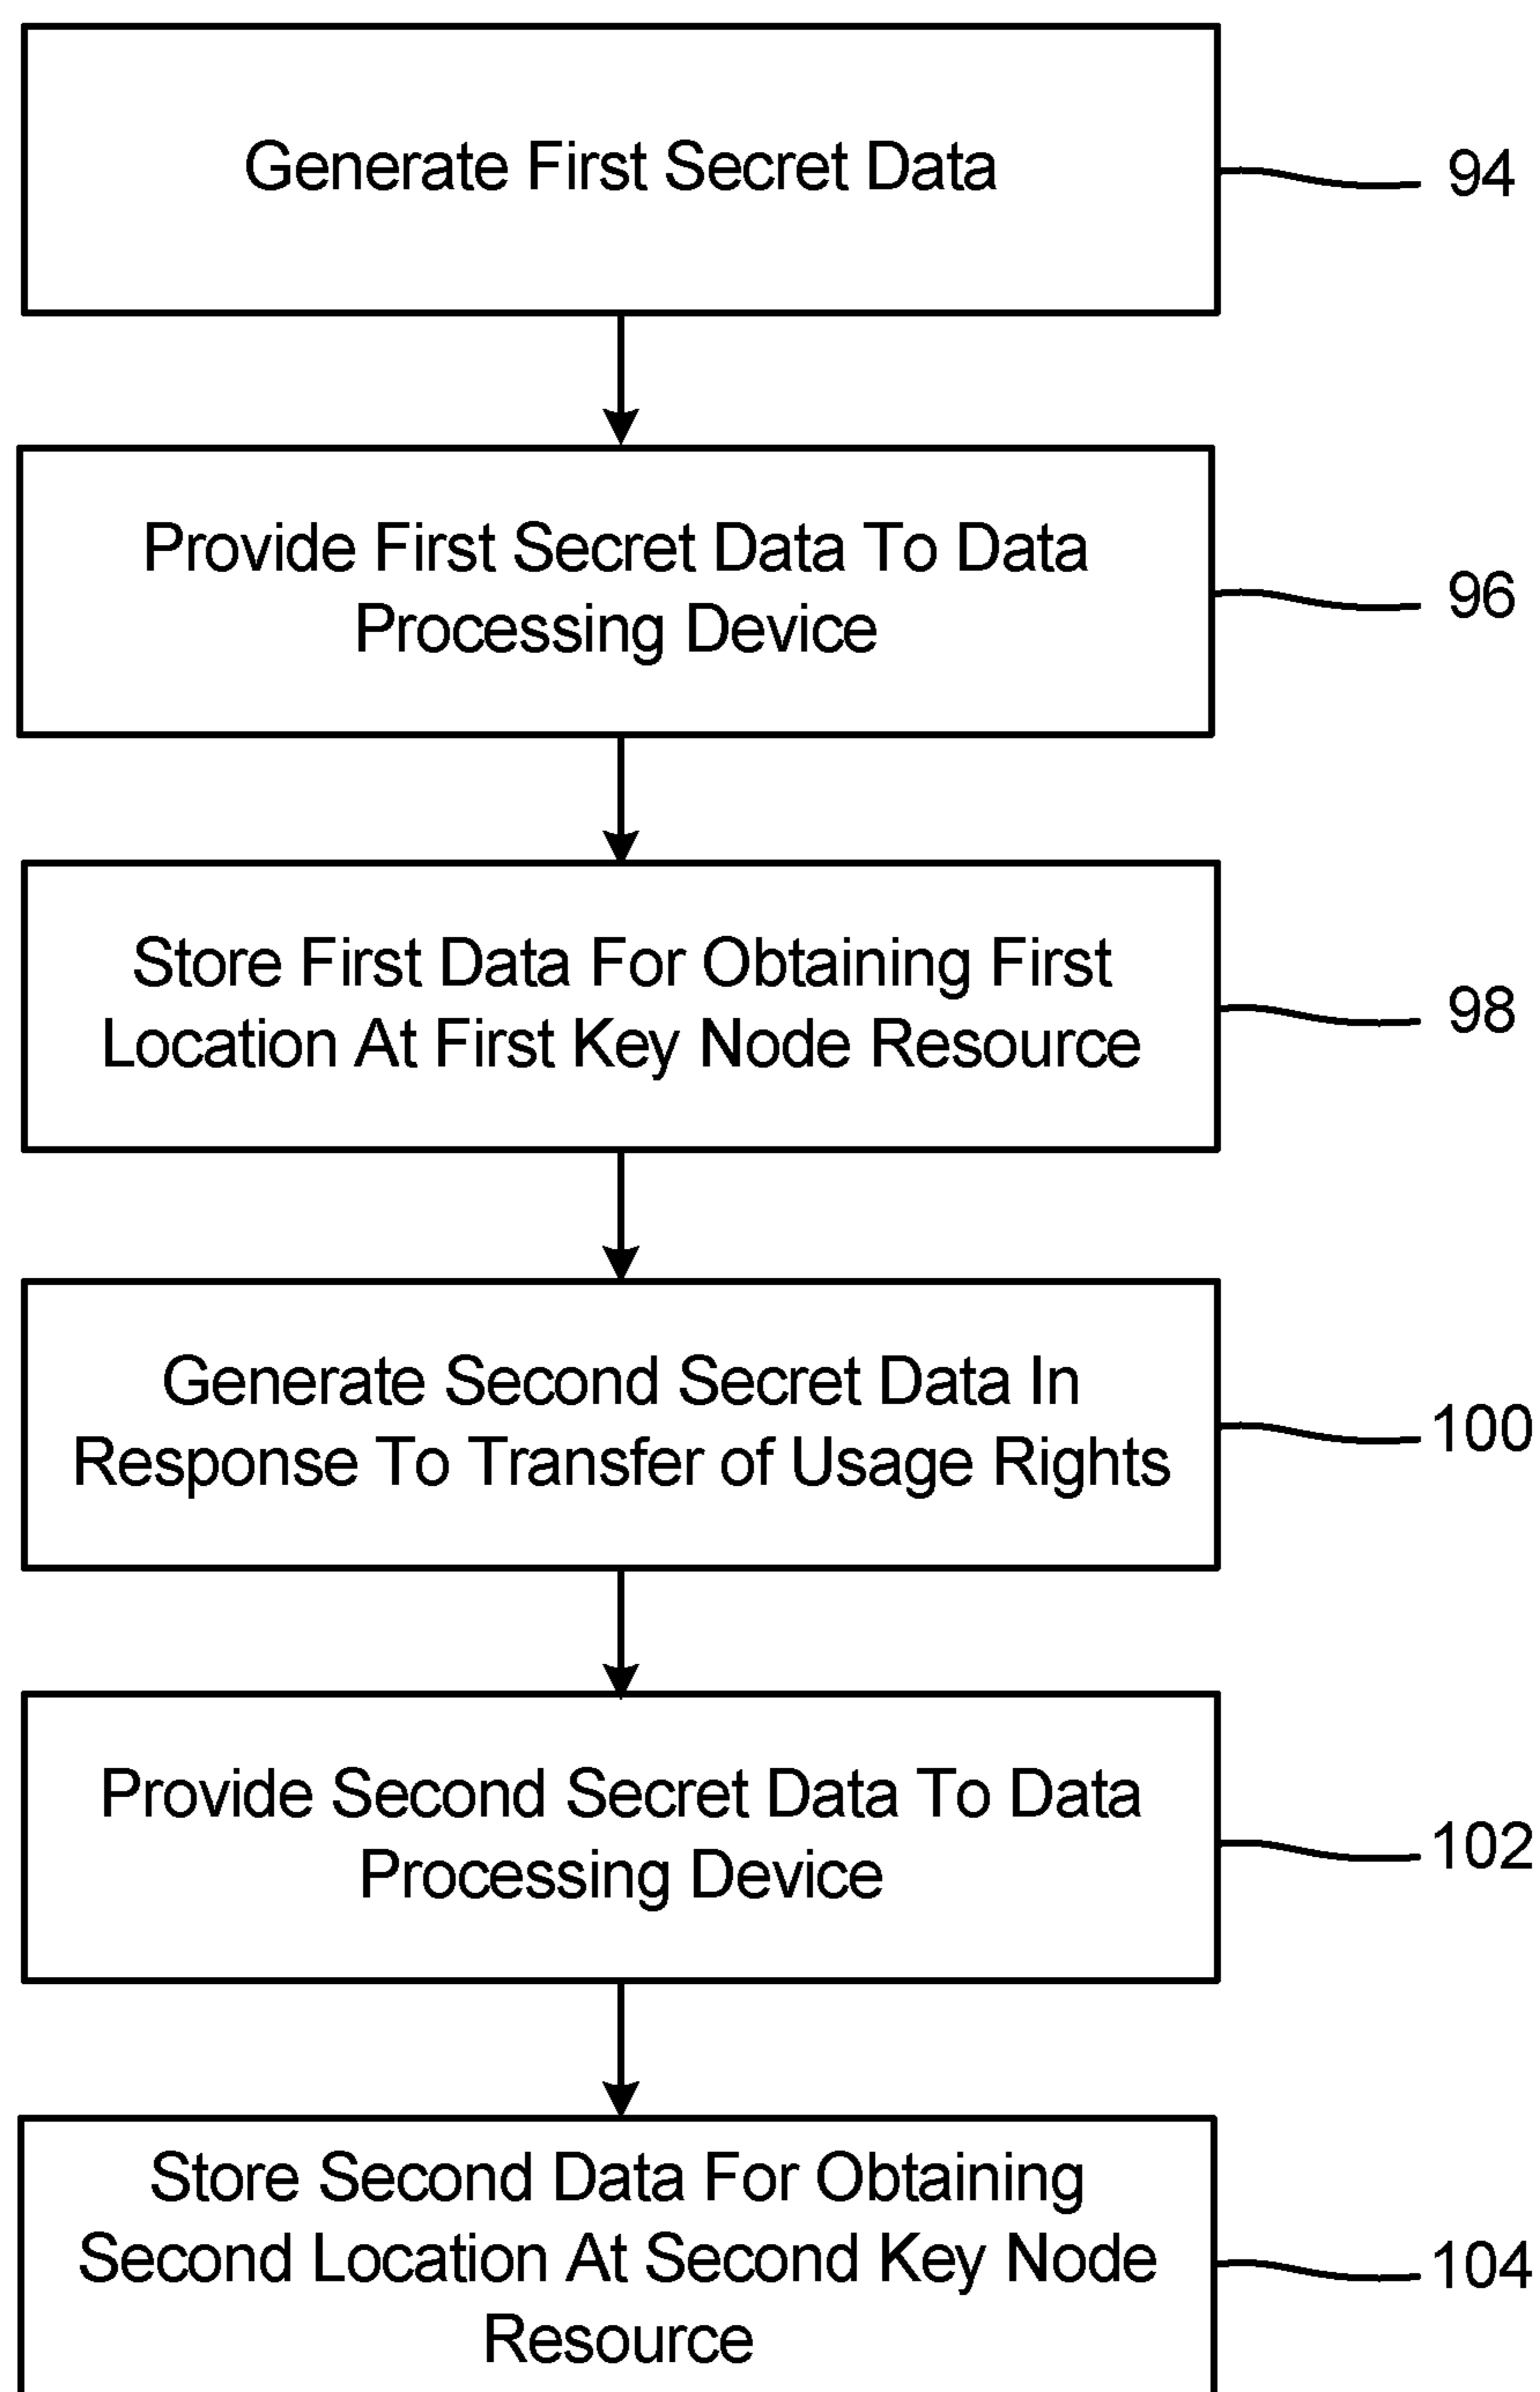 Generate First Secret Data
94
Provide First Secret Data To Data
Processing Device
96
Store First Data For Obtaining First
Location At First Key Node Resource
98
Generate Second Secret Data In
Response To Transfer of Usage Rights
100
Provide Second Secret Data To Data
Processing Device
102
Store Second Data For Obtaining
Second Location At Second Key Node
Resource
104